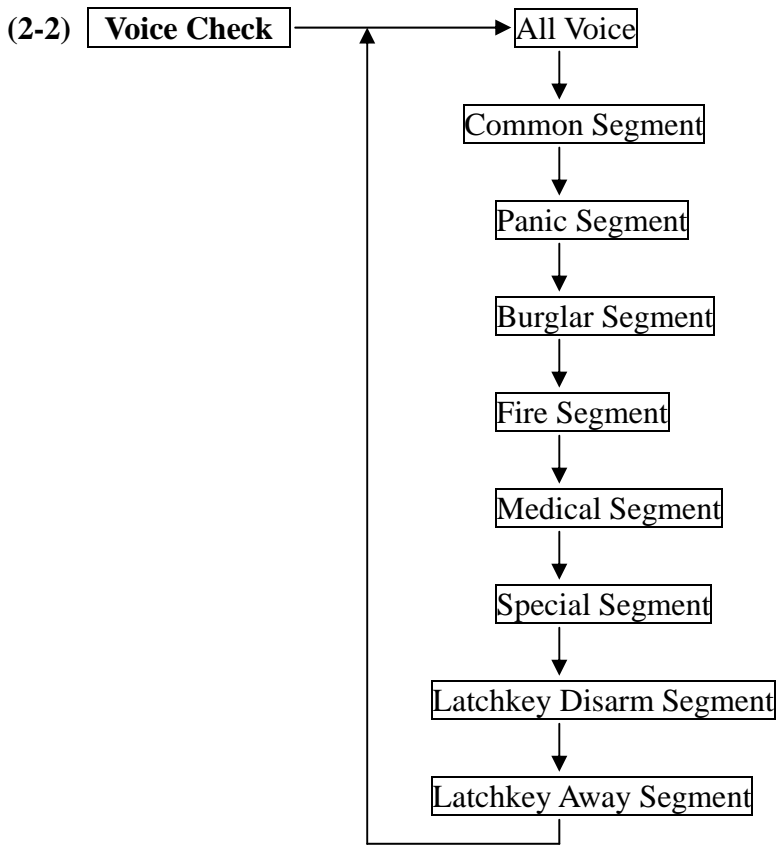 (2-2) Voice Check All Voice
Common Segment
Panic Segment
Burglar Segment
Fire Segment
Medical Segment
Special Segment
Latchkey Disarm Segment
Latchkey Away Segment